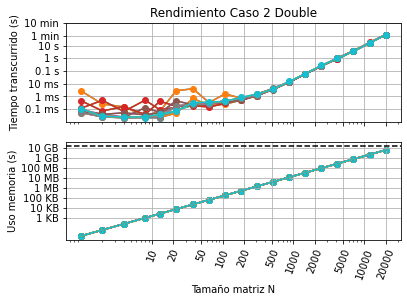 Rendimiento Caso 2 Double
Tiempo transcurrido (s)
10 min
1 min
10 s
1 s
0.1 s
10 ms
1 ms
0.1 ms
Uso memoria (s)
10 GB
1 GB
100 MB
10 MB
1 MB
100 KB
10 KB
1 KB
10
20
50
100
200
500
1000
2000
5000
10000
20000
Tamaño matriz N